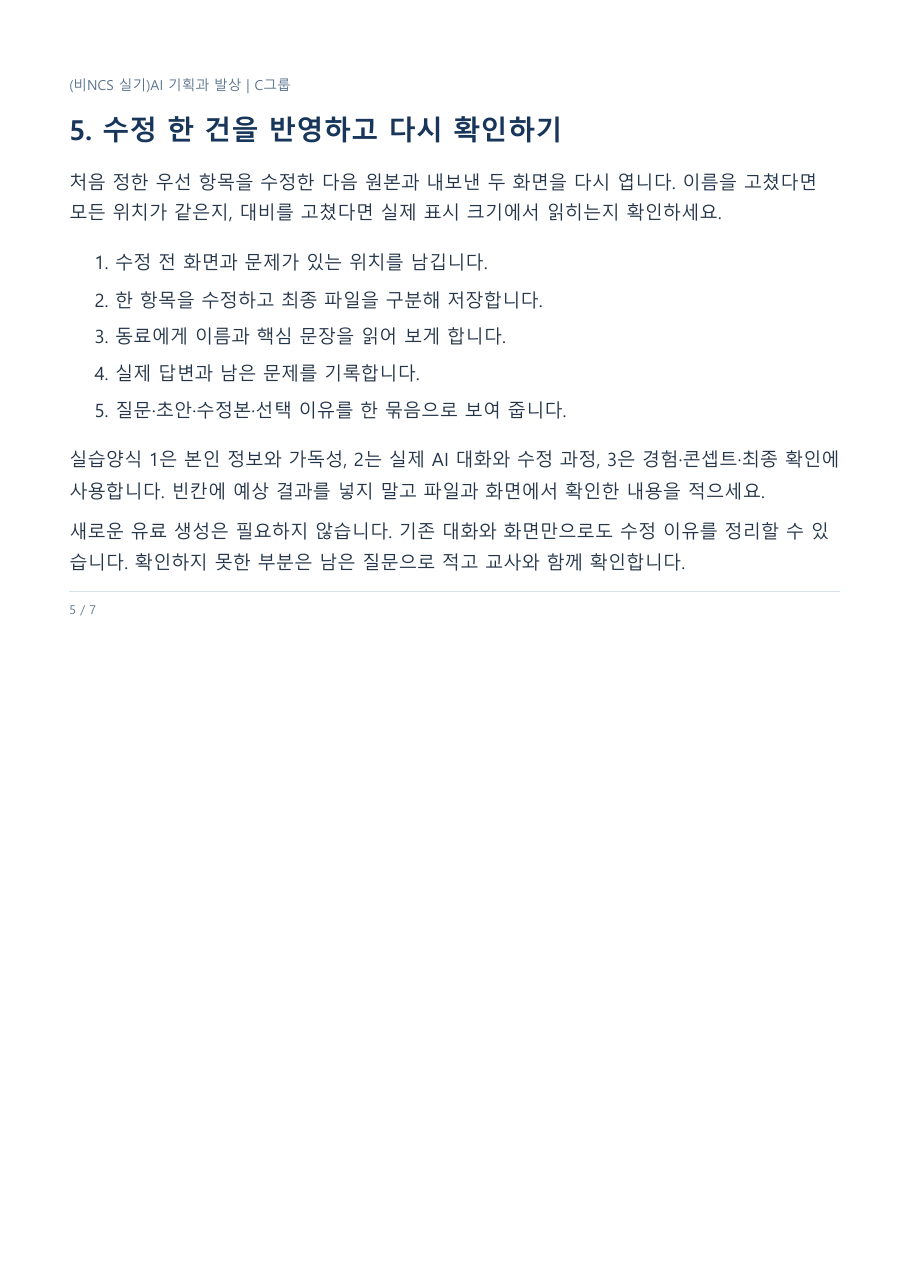 (비NCS 실기)AI 기획과 발상 | C그룹
5. 수정 한 건을 반영하고 다시 확인하기
처음 정한 우선 항목을 수정한 다음 원본과 내보낸 두 화면을 다시 엽니다. 이름을 고쳤다면
모든 위치가 같은지, 대비를 고쳤다면 실제 표시 크기에서 읽히는지 확인하세요.
1. 수정 전 화면과 문제가 있는 위치를 남깁니다.
2. 한 항목을 수정하고 최종 파일을 구분해 저장합니다.
3. 동료에게 이름과 핵심 문장을 읽어 보게 합니다.
4. 실제 답변과 남은 문제를 기록합니다.
5. 질문·초안·수정본·선택 이유를 한 묶음으로 보여 줍니다.
실습양식 1은 본인 정보와 가독성, 2는 실제 AI 대화와 수정 과정, 3은 경험·콘셉트·최종 확인에
사용합니다. 빈칸에 예상 결과를 넣지 말고 파일과 화면에서 확인한 내용을 적으세요.
새로운 유료 생성은 필요하지 않습니다. 기존 대화와 화면만으로도 수정 이유를 정리할 수 있
습니다. 확인하지 못한 부분은 남은 질문으로 적고 교사와 함께 확인합니다.
5 / 7